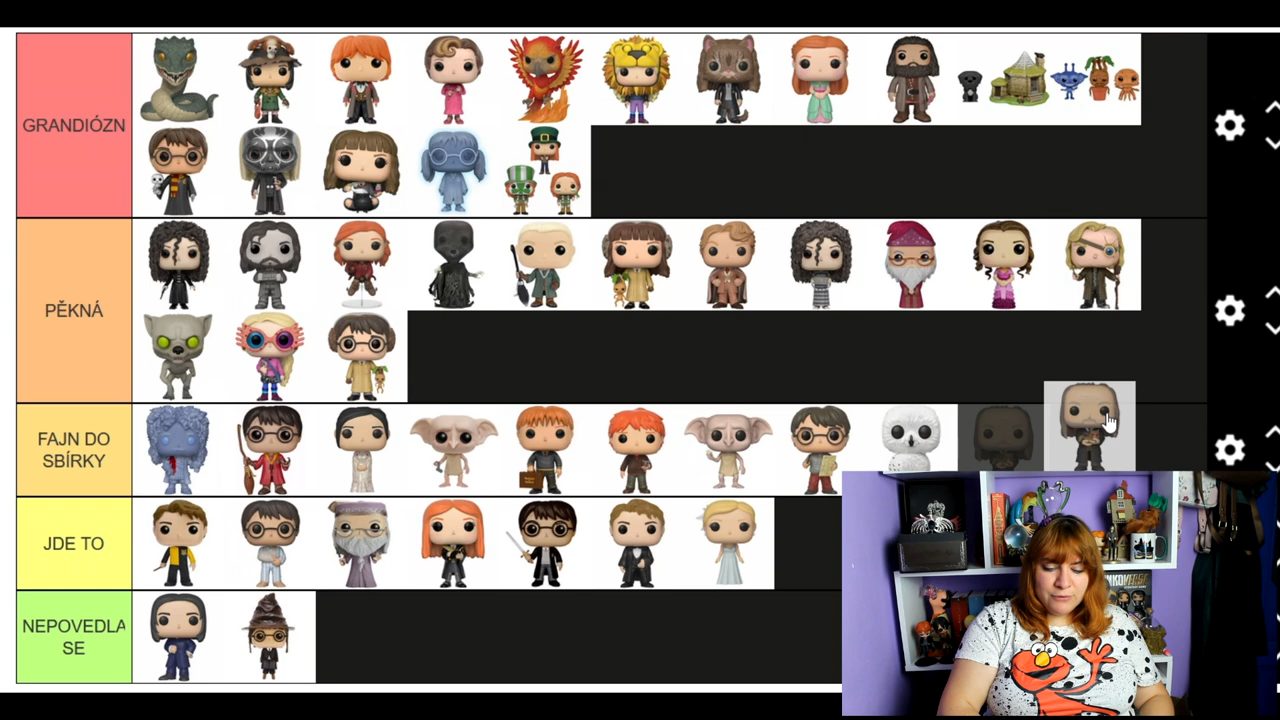 GRANDIÓZN
PĚKNÁ
FAJN DO
SBÍRKY
JDE TO
NEPOVEDLA
SE